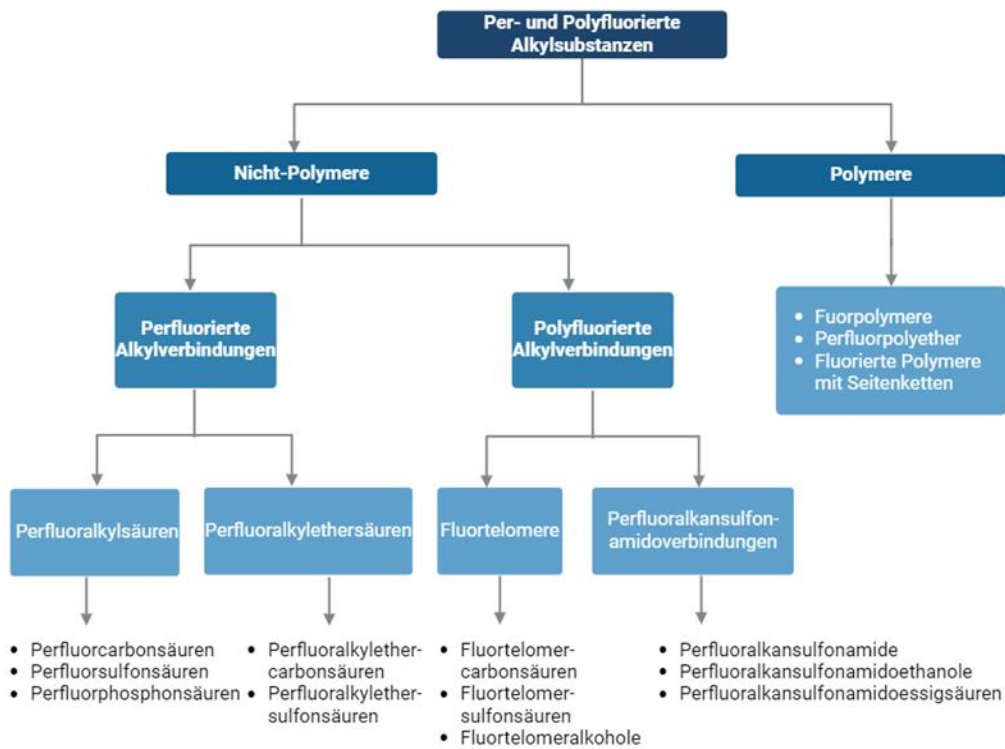 Per- und Polyfluorierte
Alkylsubstanzen
Nicht-Polymere
Polymere
Perfluorierte
Alkylverbindungen
Polyfluorierte
Alkylverbindungen
• Fuorpolymere
• Perfluorpolyether
• Fluorierte Polymere
mit Seitenketten
Perfluoralkylsäuren
Perfluoralkylethersäuren
Fluortelomere
Perfluoralkansulfon-
amidoverbindungen
• Perfluorcarbonsäuren
• Perfluorsulfonsäuren
• Perfluorphosphonsäuren
• Perfluoralkylether-
carbonsäuren
• Perfluoralkylether-
sulfonsäuren
• Fluortelomer-
carbonsäuren
• Fluortelomer-
sulfonsäuren
• Fluortelomeralkohole
• Perfluoralkansulfonamide
• Perfluoralkansulfonamidoethanole
• Perfluoralkansulfonamidoessigsäuren